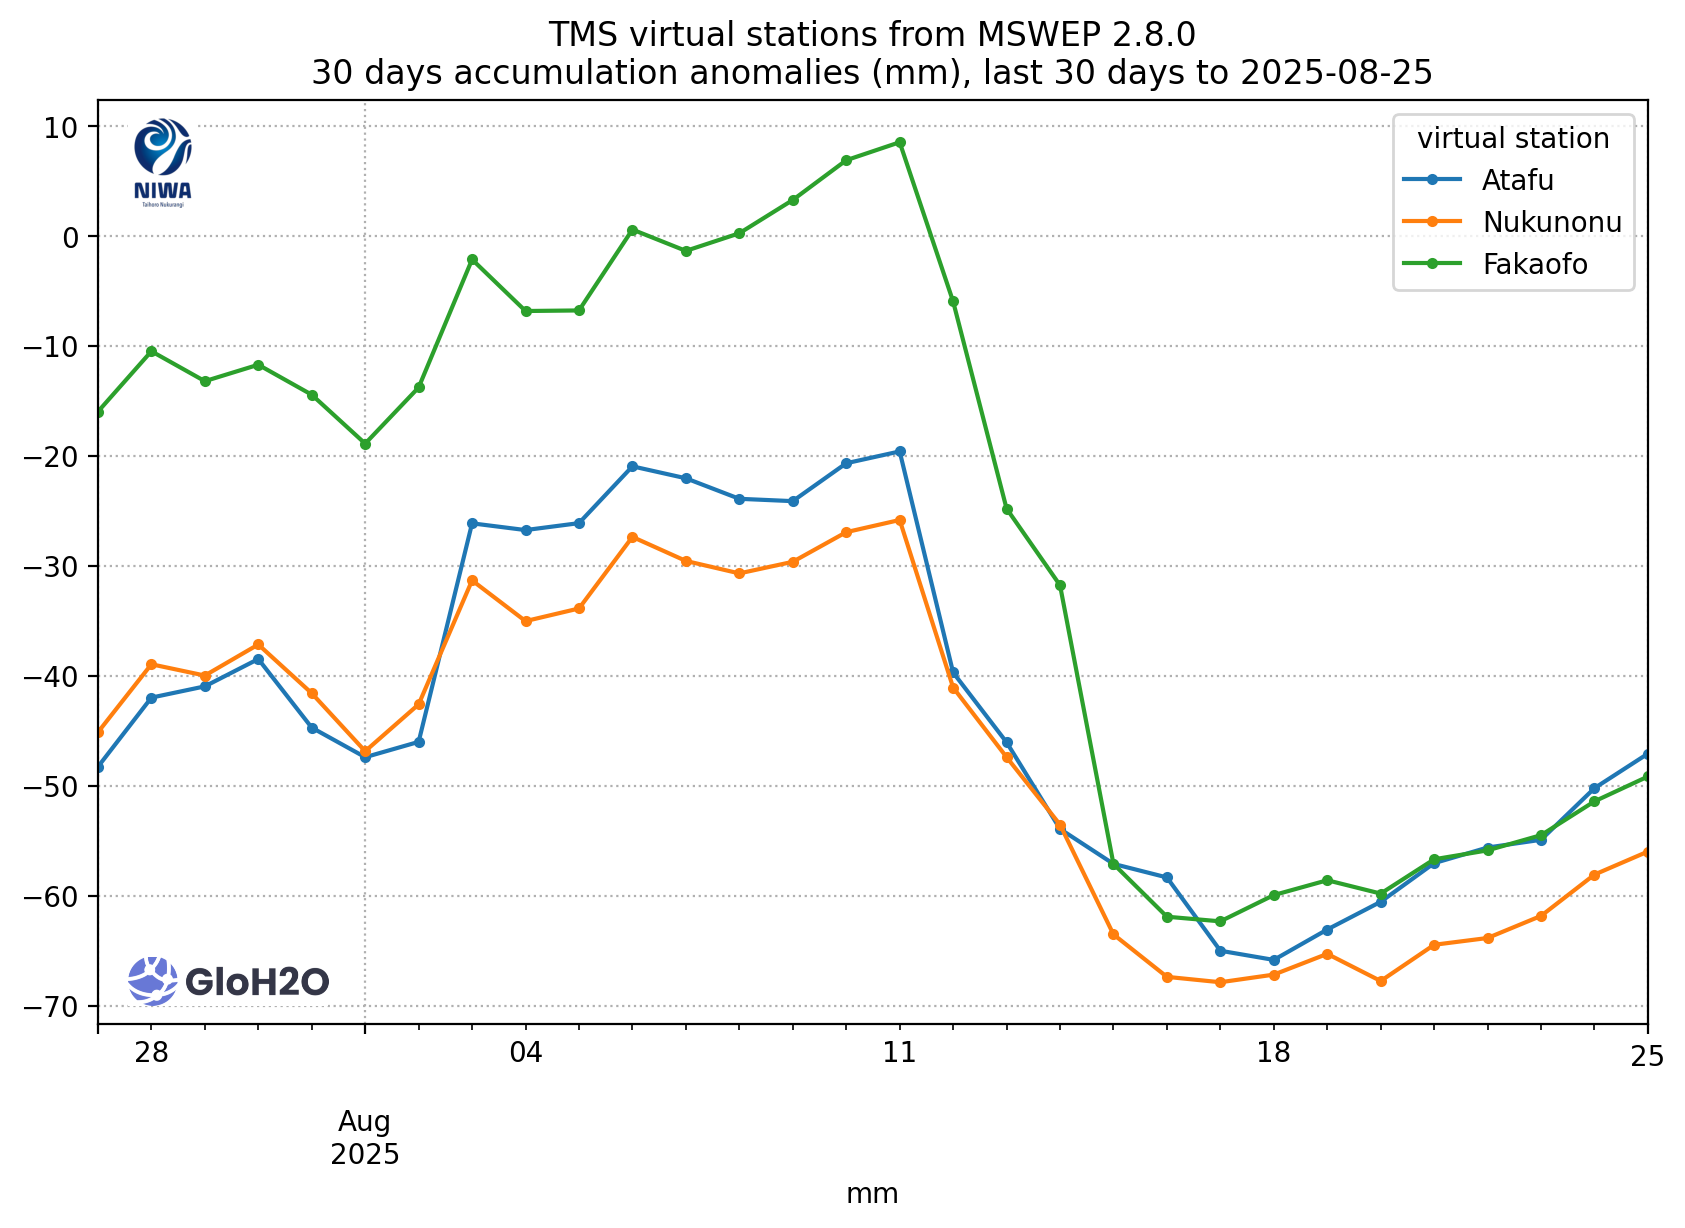 TMS virtual stations from MSWEP 2.8.0
30 days accumulation anomalies (mm), last 30 days to 2025-08-25
10
0
−10
−20
−30
−40
−50
−60
−70
NIWA
Taihoro Nukurangi
virtual station
Atafu
Nukunonu
Fakaofo
GloH2O
28 04 11 18 25
Aug
2025
mm